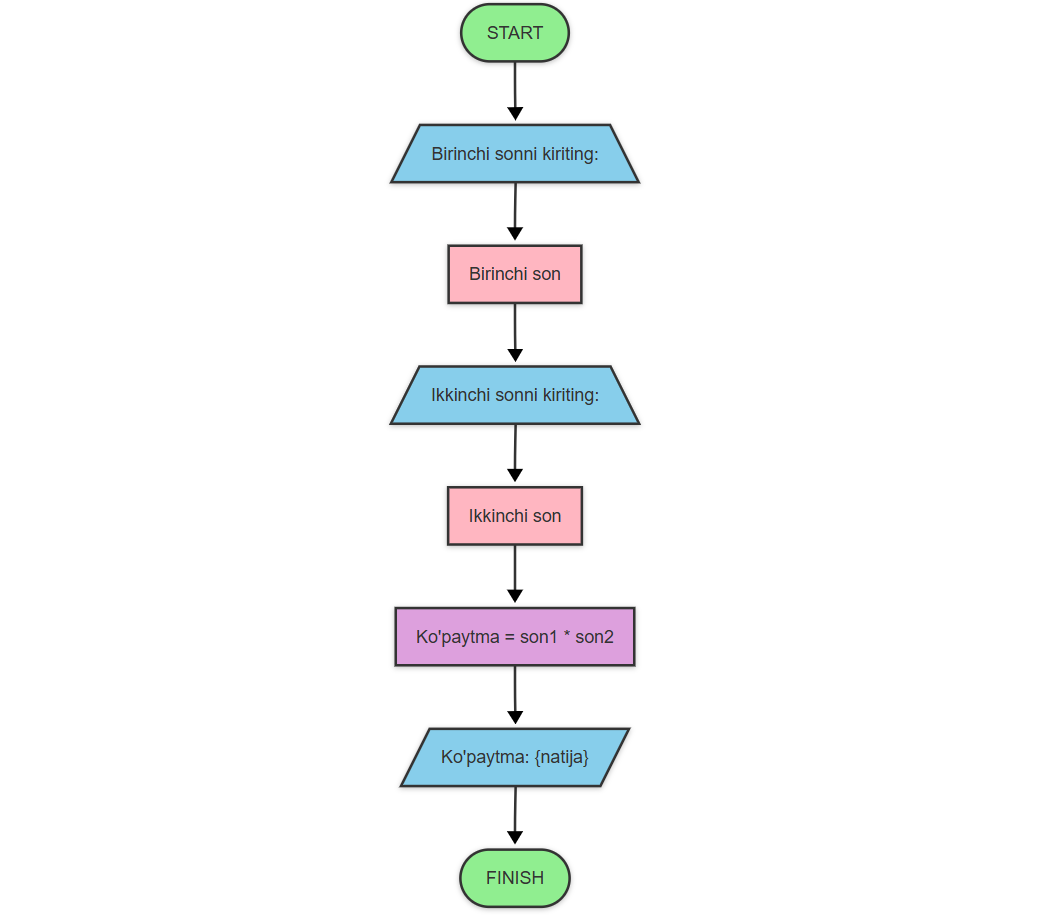 START
Birinchi sonni kiriting:
Birinchi son
Ikkinchi sonni kiriting:
Ikkinchi son
Ko'paytma = son1 * son2
Ko'paytma: {natija}
FINISH